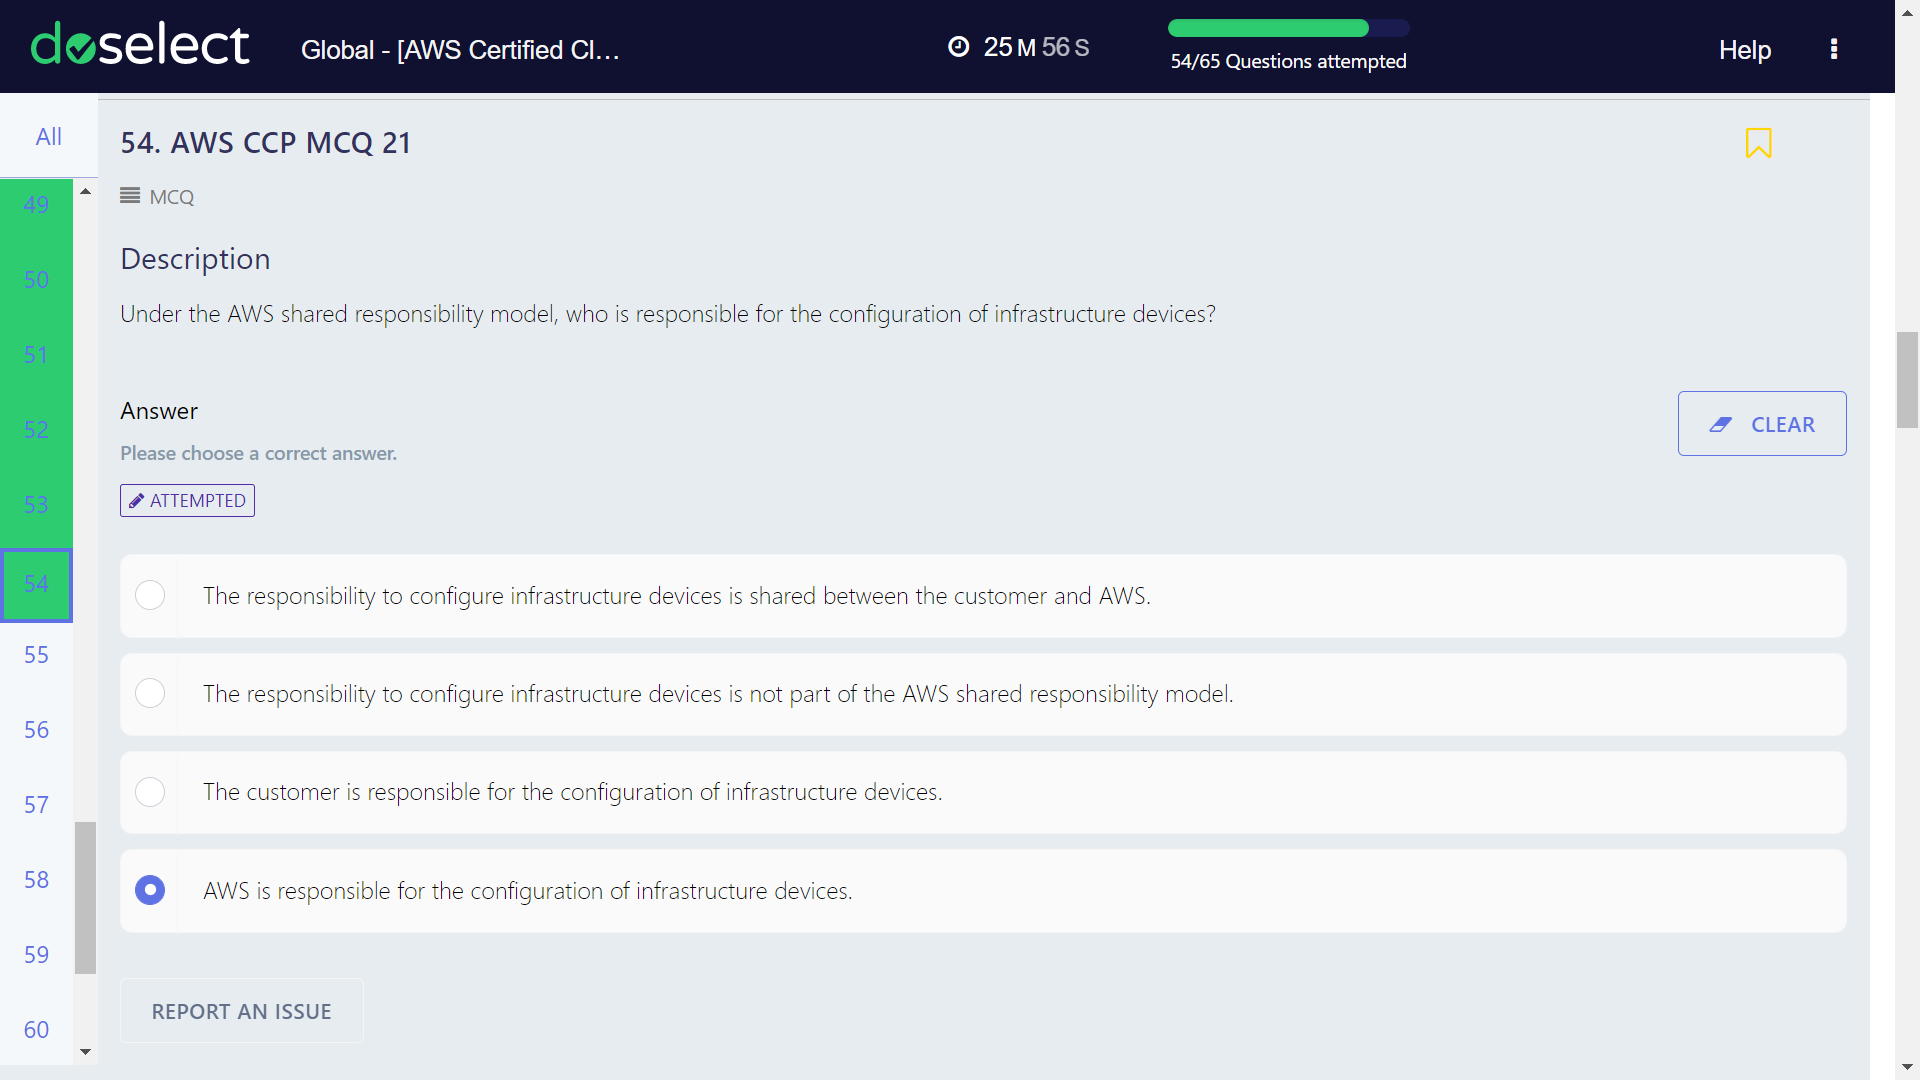 doselect
Global - [AWS Certified Cl...
25 M 56 S
54/65 Questions attempted
Help
All
49
50
51
52
53
54
55
56
57
58
59
60
54. AWS CCP MCQ 21
MCQ
Description
Under the AWS shared responsibility model, who is responsible for the configuration of infrastructure devices?
Answer
CLEAR
Please choose a correct answer.
ATTEMPTED
The responsibility to configure infrastructure devices is shared between the customer and AWS.
The responsibility to configure infrastructure devices is not part of the AWS shared responsibility model.
The customer is responsible for the configuration of infrastructure devices.
AWS is responsible for the configuration of infrastructure devices.
REPORT AN ISSUE